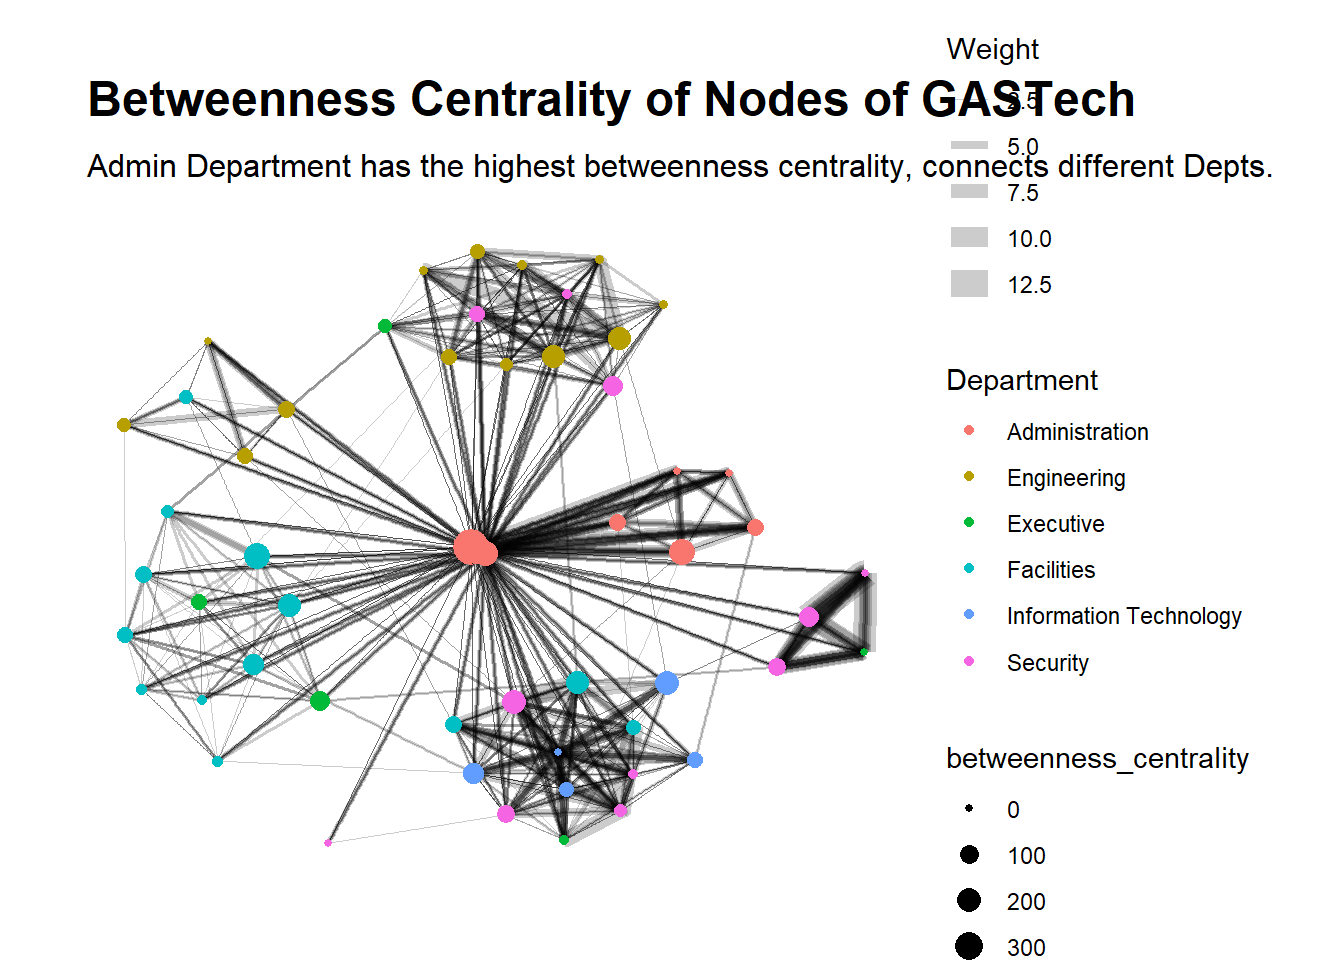 Weight
Betweenness Centrality of Nodes of GASTech
2.5
5.0
Admin Department has the highest betweenness centrality, connects different Depts.
7.5
10.0
12.5
Department
Administration
Engineering
Executive
Facilities
Information Technology
Security
betweenness_centrality
0
100
200
300